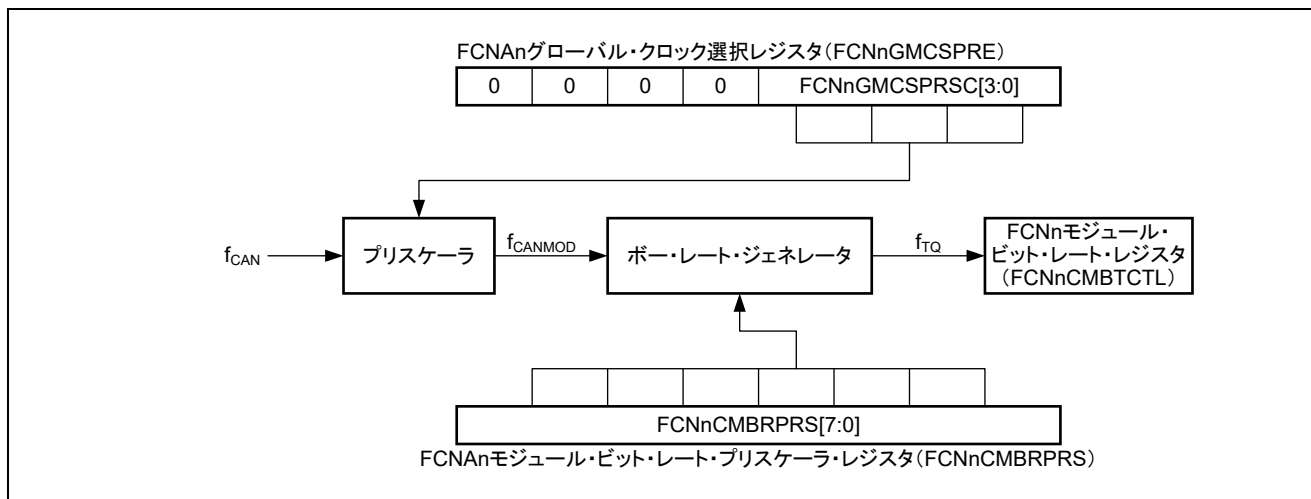 FCNAnグローバル・クロック選択レジスタ(FCNnGMCSPRE)
0 0 0 0 FCNnGMCSPRSC[3:0]
fCAN プリスケーラ fCANMOD ボー・レート・ジェネレータ fTQ
FCNnモジュール・
ビット・レート・レジスタ
(FCNnCMBTCTL)
FCNnCMBRPRS[7:0]
FCNAnモジュール・ビット・レート・プリスケーラ・レジスタ(FCNnCMBRPRS)